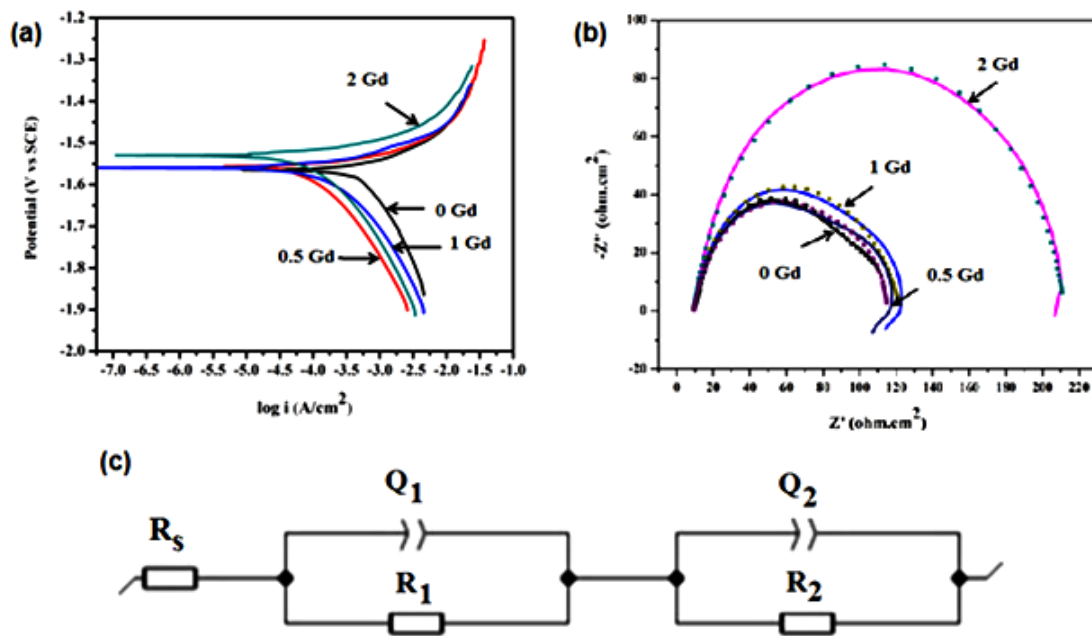 (a)
-1.2
-1.3
-1.4
-1.5
-1.6
-1.7
-1.8
-1.9
-2.0
Potential (V vs SCE)
2 Gd
0 Gd
1 Gd
0.5 Gd
-7.0 -6.5 -6.0 -5.5 -5.0 -4.5 -4.0 -3.5 -3.0 -2.5 -2.0 -1.5 -1.0
log i (A/cm2)
(b)
100
80
60
40
20
0
-20
-Z'' (ohm.cm2)
2 Gd
1 Gd
0 Gd
0.5 Gd
0 20 40 60 80 100 120 140 160 180 200 220
Z' (ohm.cm2)
(c)
Q1
Q2
Rs
R1
R2